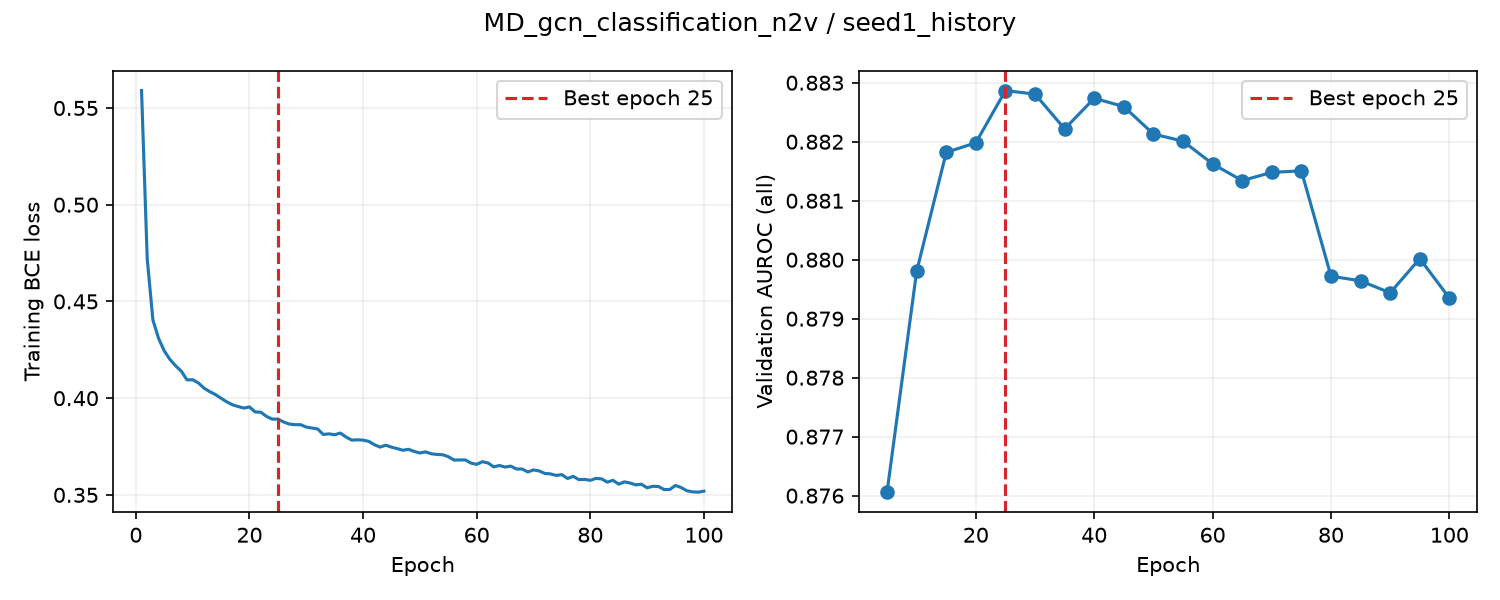 MD_gcn_classification_n2v / seed1_history
Best epoch 25
0.55
0.50
0.45
0.40
0.35
Training BCE loss
0 20 40 60 80 100
Epoch
Best epoch 25
0.883
0.882
0.881
0.880
0.879
0.878
0.877
0.876
Validation AUROC (all)
20 40 60 80 100
Epoch